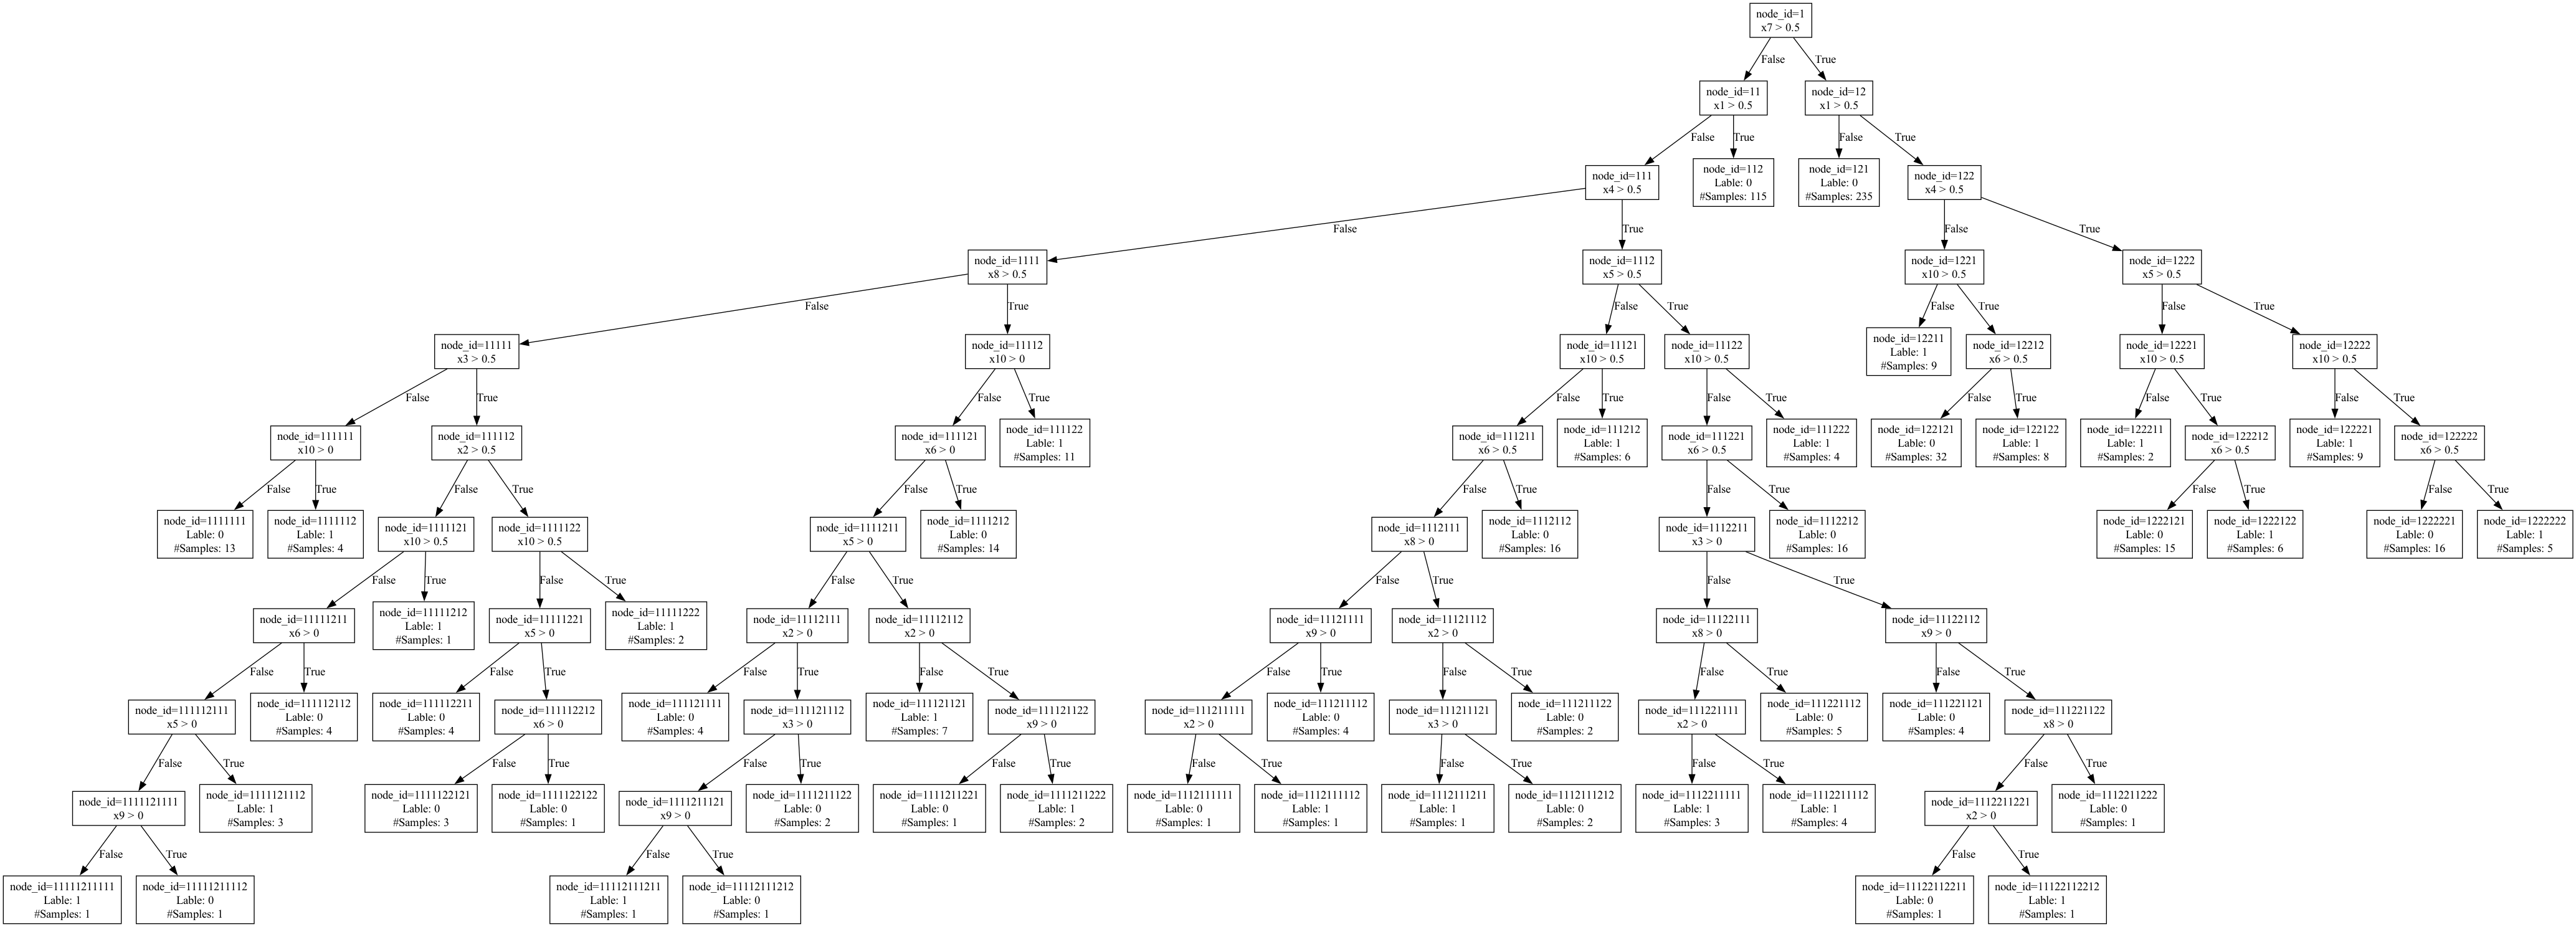 node_id=1
x7 > 0.5
False
True
node_id=11
x1 > 0.5
node_id=12
x1 > 0.5
False
True
False
True
node_id=111
x4 > 0.5
node_id=112
Lable: 0
#Samples: 115
node_id=121
Lable: 0
#Samples: 235
node_id=122
x4 > 0.5
False
True
False
True
node_id=1111
x8 > 0.5
node_id=1112
x5 > 0.5
node_id=1221
x10 > 0.5
node_id=1222
x5 > 0.5
False
True
False
True
False
True
False
True
node_id=11111
x3 > 0.5
node_id=11112
x10 > 0
node_id=11121
x10 > 0.5
node_id=11122
x10 > 0.5
node_id=12211
Lable: 1
#Samples: 9
node_id=12212
x6 > 0.5
node_id=12221
x10 > 0.5
node_id=12222
x10 > 0.5
False
True
False
True
False
True
False
True
False
True
False
True
False
True
node_id=111111
x10 > 0
node_id=111112
x2 > 0.5
node_id=111121
x6 > 0
node_id=111122
Lable: 1
#Samples: 11
node_id=111211
x6 > 0.5
node_id=111212
Lable: 1
#Samples: 6
node_id=111221
x6 > 0.5
node_id=111222
Lable: 1
#Samples: 4
node_id=122121
Lable: 0
#Samples: 32
node_id=122122
Lable: 1
#Samples: 8
node_id=122211
Lable: 1
#Samples: 2
node_id=122212
x6 > 0.5
node_id=122221
Lable: 1
#Samples: 9
node_id=122222
x6 > 0.5
False
True
False
True
False
True
False
True
False
True
False
True
False
True
node_id=1111111
Lable: 0
#Samples: 13
node_id=1111112
Lable: 1
#Samples: 4
node_id=1111121
x10 > 0.5
node_id=1111122
x10 > 0.5
node_id=1111211
x5 > 0
node_id=1111212
Lable: 0
#Samples: 14
node_id=1112111
x8 > 0
node_id=1112112
Lable: 0
#Samples: 16
node_id=1112211
x3 > 0
node_id=1112212
Lable: 0
#Samples: 16
node_id=1222121
Lable: 0
#Samples: 15
node_id=1222122
Lable: 1
#Samples: 6
node_id=1222221
Lable: 0
#Samples: 16
node_id=1222222
Lable: 1
#Samples: 5
False
True
False
True
False
True
False
True
False
True
node_id=11111211
x6 > 0
node_id=11111212
Lable: 1
#Samples: 1
node_id=11111221
x5 > 0
node_id=11111222
Lable: 1
#Samples: 2
node_id=11112111
x2 > 0
node_id=11112112
x2 > 0
node_id=11121111
x9 > 0
node_id=11121112
x2 > 0
node_id=11122111
x8 > 0
node_id=11122112
x9 > 0
False
True
False
True
False
True
False
True
False
True
False
True
False
True
False
True
node_id=111112111
x5 > 0
node_id=111112112
Lable: 0
#Samples: 4
node_id=111112211
Lable: 0
#Samples: 4
node_id=111112212
x6 > 0
node_id=111121111
Lable: 0
#Samples: 4
node_id=111121112
x3 > 0
node_id=111121121
Lable: 1
#Samples: 7
node_id=111121122
x9 > 0
node_id=111211111
x2 > 0
node_id=111211112
Lable: 0
#Samples: 4
node_id=111211121
x3 > 0
node_id=111211122
Lable: 0
#Samples: 2
node_id=111221111
x2 > 0
node_id=111221112
Lable: 0
#Samples: 5
node_id=111221121
Lable: 0
#Samples: 4
node_id=111221122
x8 > 0
False
True
False
True
False
True
False
True
False
True
False
True
False
True
False
True
node_id=1111121111
x9 > 0
node_id=1111121112
Lable: 1
#Samples: 3
node_id=1111122121
Lable: 0
#Samples: 3
node_id=1111122122
Lable: 0
#Samples: 1
node_id=1111211121
x9 > 0
node_id=1111211122
Lable: 0
#Samples: 2
node_id=1111211221
Lable: 0
#Samples: 1
node_id=1111211222
Lable: 1
#Samples: 2
node_id=1112111111
Lable: 0
#Samples: 1
node_id=1112111112
Lable: 1
#Samples: 1
node_id=1112111211
Lable: 1
#Samples: 1
node_id=1112111212
Lable: 0
#Samples: 2
node_id=1112211111
Lable: 1
#Samples: 3
node_id=1112211112
Lable: 1
#Samples: 4
node_id=1112211221
x2 > 0
node_id=1112211222
Lable: 0
#Samples: 1
False
True
False
True
False
True
node_id=11111211111
Lable: 1
#Samples: 1
node_id=11111211112
Lable: 0
#Samples: 1
node_id=11112111211
Lable: 1
#Samples: 1
node_id=11112111212
Lable: 0
#Samples: 1
node_id=11122112211
Lable: 0
#Samples: 1
node_id=11122112212
Lable: 1
#Samples: 1